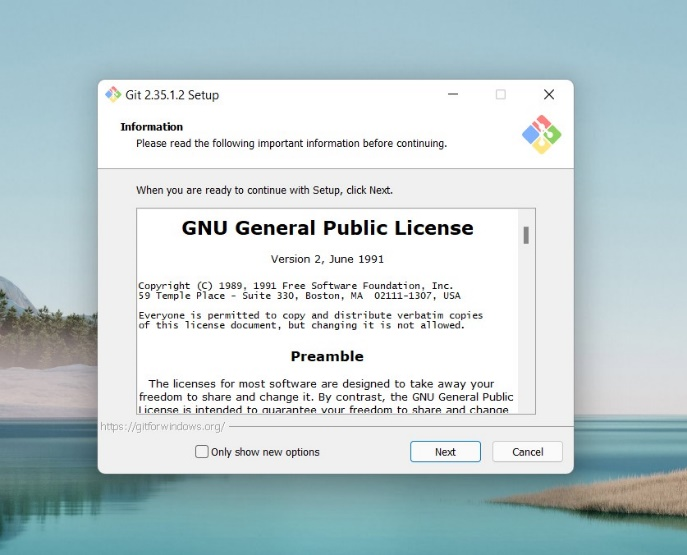 Git 2.35.1.2 Setup
Information
Please read the following important information before continuing.
When you are ready to continue with Setup, click Next.
GNU General Public License
Version 2, June 1991
Copyright (C) 1989, 1991 Free Software Foundation, Inc.
59 Temple Place - Suite 330, Boston, MA  02111-1307, USA
Everyone is permitted to copy and distribute verbatim copies
of this license document, but changing it is not allowed.
Preamble
The licenses for most software are designed to take away your
freedom to share and change it. By contrast, the GNU General Public
License is intended to guarantee your freedom to share and change
https://gitforwindows.org/
Only show new options
Next
Cancel